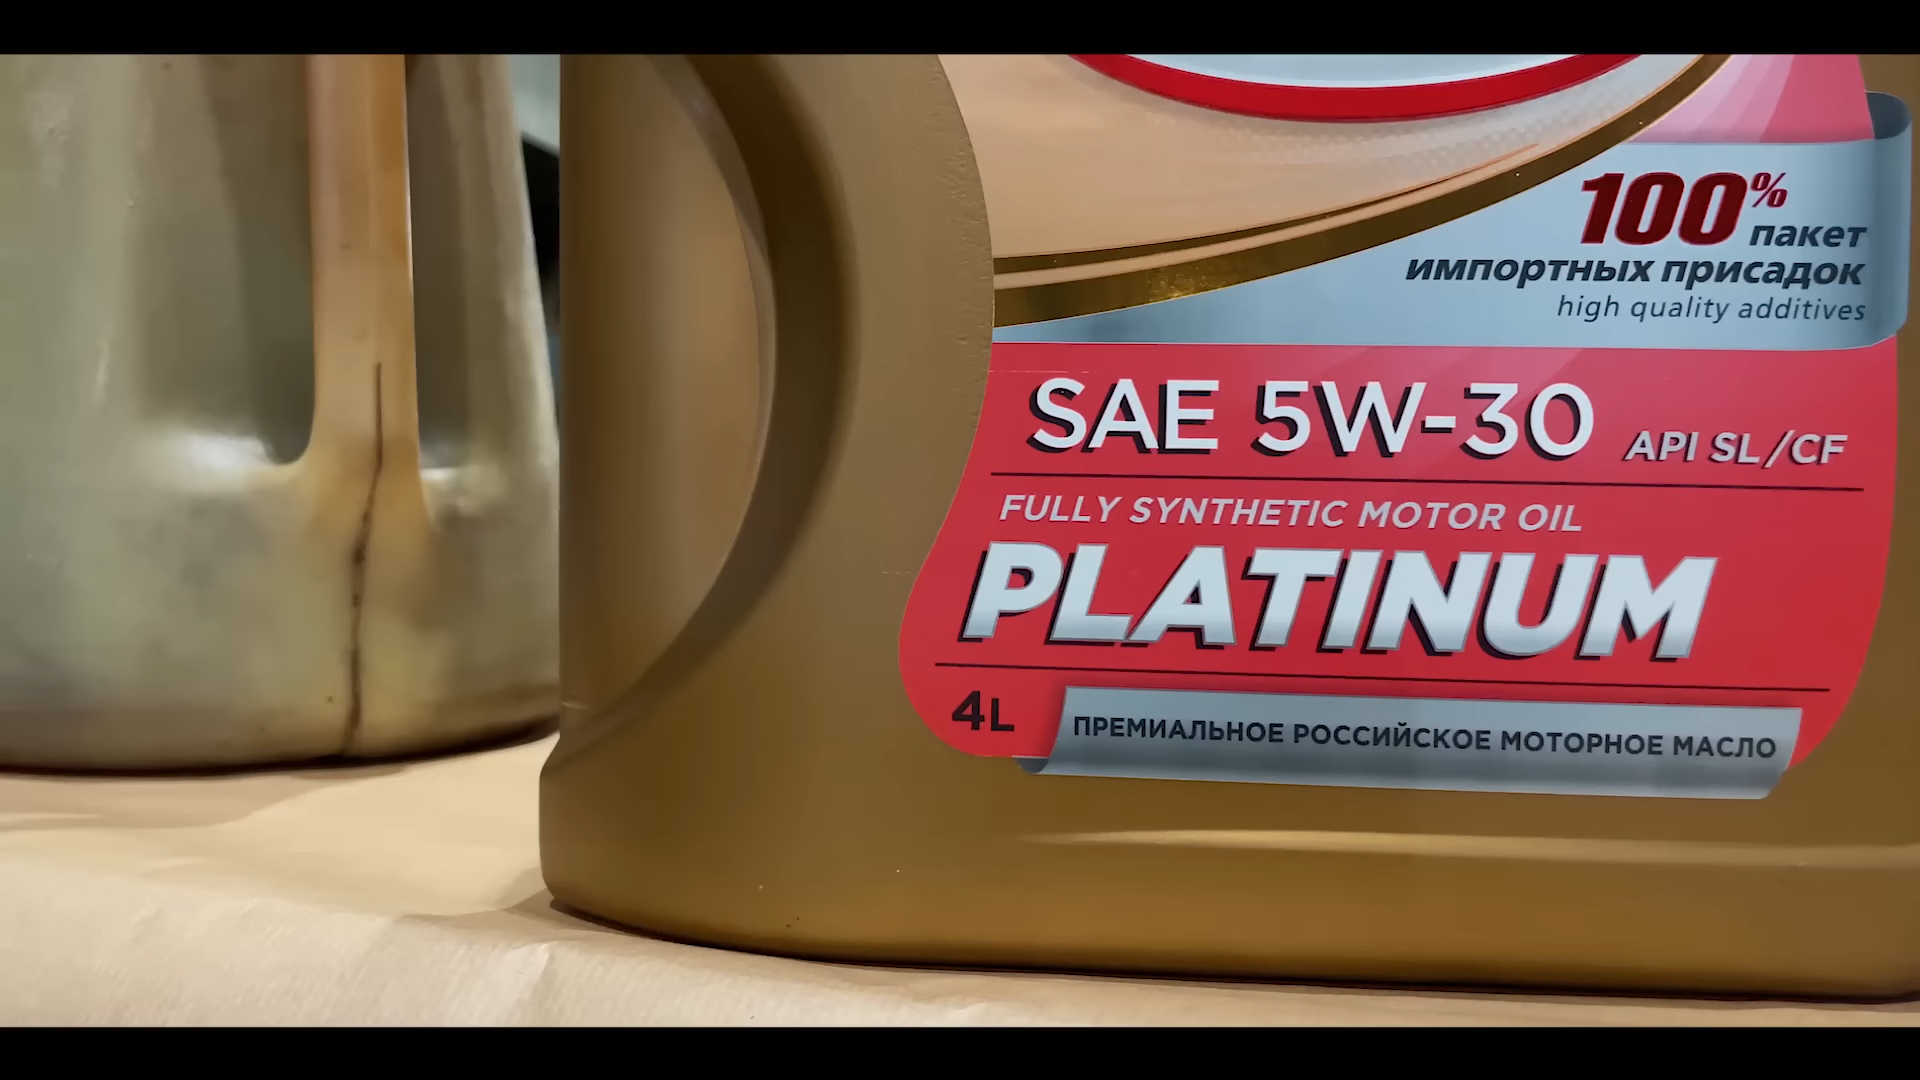 100% пакет
импортных присадок
high quality additives
SAE 5W-30 API SL/CF
FULLY SYNTHETIC MOTOR OIL
PLATINUM
4L
ПРЕМИАЛЬНОЕ РОССИЙСКОЕ МОТОРНОЕ МАСЛО